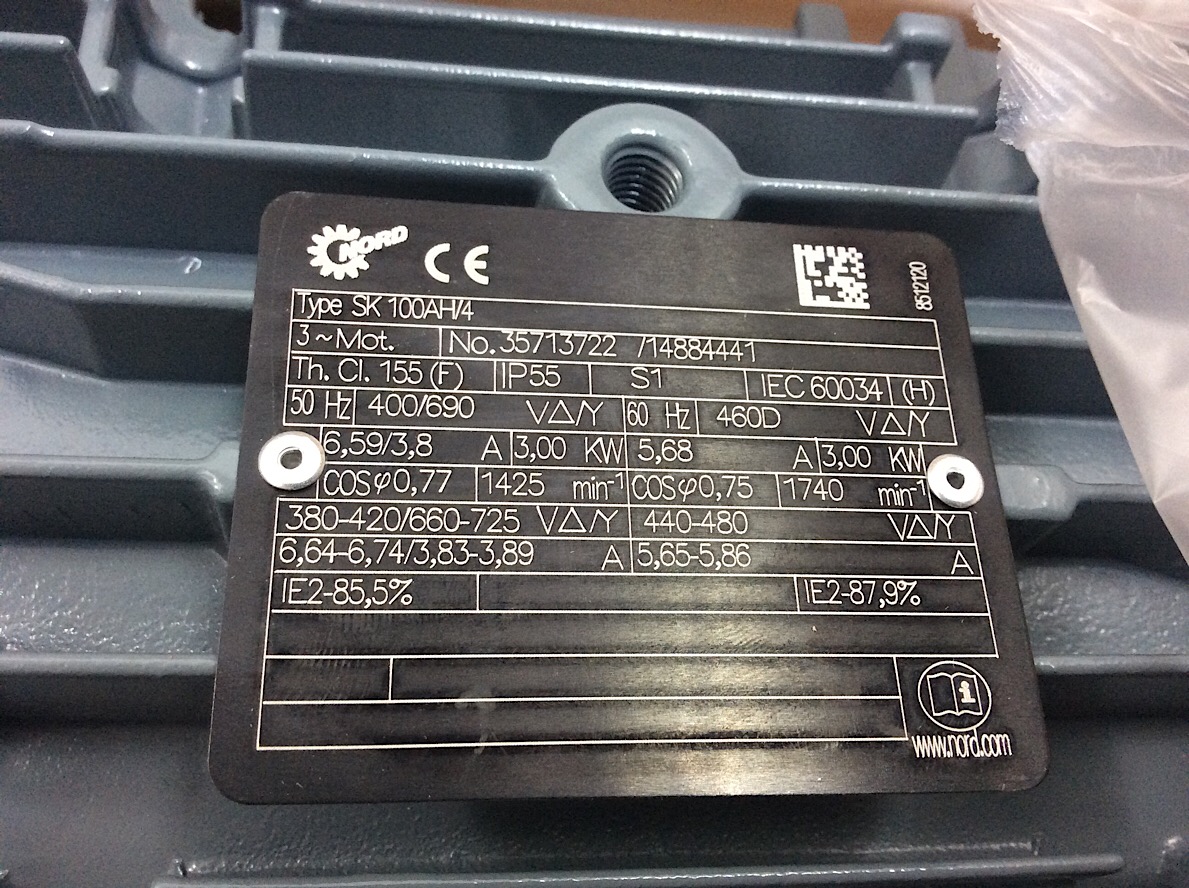 NORD CE 8512120
Type SK 100AH/4
3~Mot. No. 35713722 /14884441
Th. Cl. 155 (F) IP55 S1 IEC 60034 (H)
50 Hz 400/690 V△/Y 60 Hz 460D V△/Y
6,59/3,8 A 3,00 KW 5,68 A 3,00 KW
COSφ0,77 1425 min⁻¹ COSφ0,75 1740 min⁻¹
380-420/660-725 V△/Y 440-480 V△/Y
6,64-6,74/3,83-3,89 A 5,65-5,86 A
IE2-85,5% IE2-87,9%
i
www.nord.com